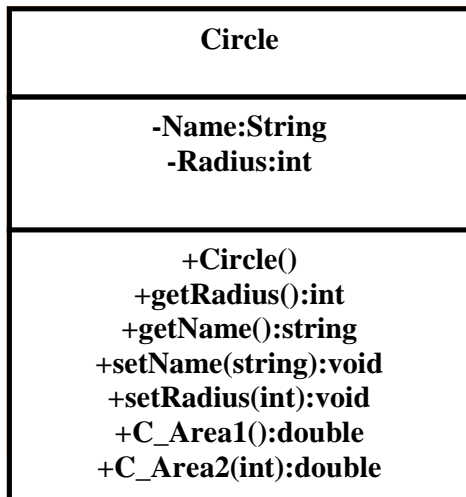 Circle
-Name:String
-Radius:int
+Circle()
+getRadius():int
+getName():string
+setName(string):void
+setRadius(int):void
+C_Area1():double
+C_Area2(int):double